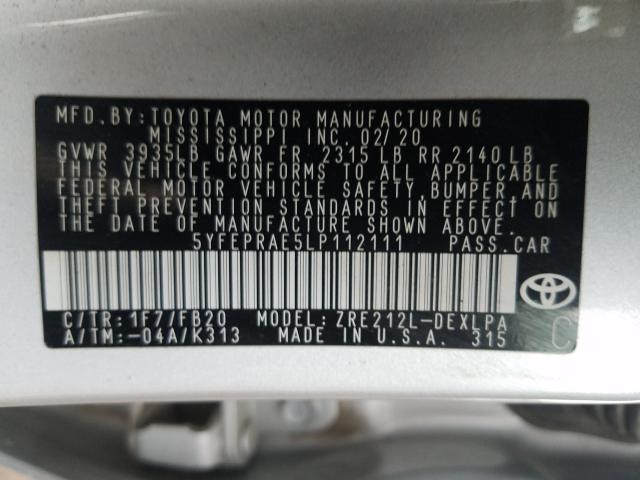 MFD. BY: TOYOTA MOTOR MANUFACTURING
MISSISSIPPI INC. 02/20
GVWR 3935LB GAWR FR. 2315 LB RR 2140 LB
THIS VEHICLE CONFORMS TO ALL APPLICABLE
FEDERAL MOTOR VEHICLE SAFETY, BUMPER, AND
THEFT PREVENTION STANDARDS IN EFFECT ON
THE DATE OF MANUFACTURE SHOWN ABOVE.
5YFEPRAE5LP112111 PASS. CAR
C/TR: 1F7/FB20 MODEL: ZRE212L-DEXLPA
A/TM: -04A/K313 MADE IN U.S.A. 315
C